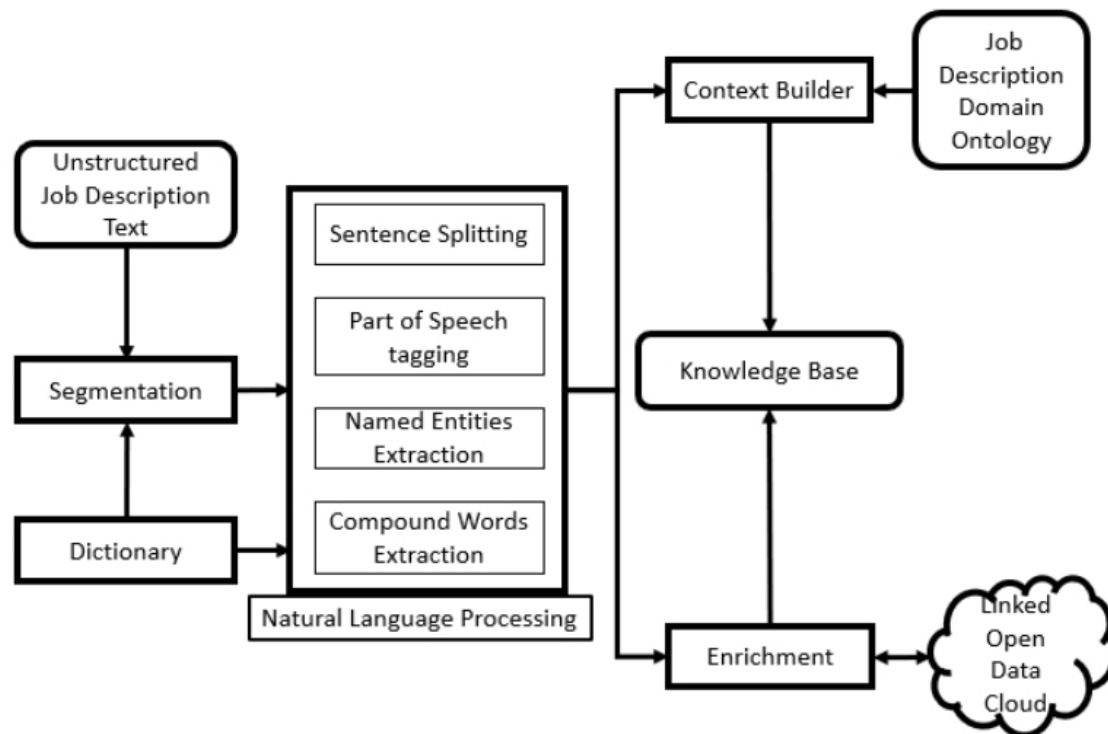 Unstructured
Job Description
Text
Segmentation
Dictionary
Sentence Splitting
Part of Speech
tagging
Named Entities
Extraction
Compound Words
Extraction
Natural Language Processing
Context Builder
Job
Description
Domain
Ontology
Knowledge Base
Enrichment
Linked
Open
Data
Cloud